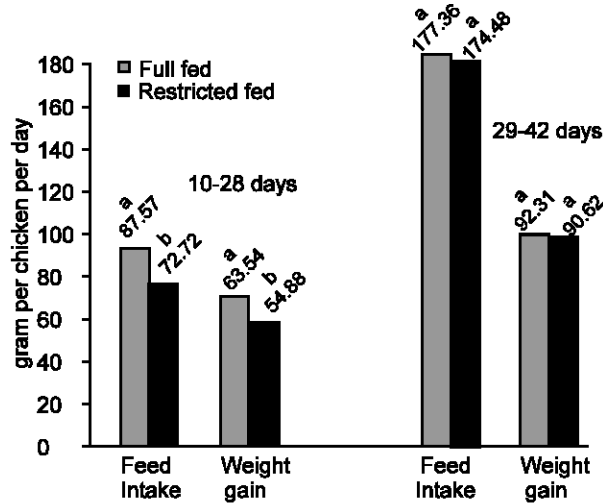 gram per chicken per day
180
160
140
120
100
80
60
40
20
0
Full fed
Restricted fed
10-28 days
29-42 days
a
87.57
b
72.72
a
63.54
b
54.88
a
177.36
a
174.48
a
92.31
a
90.62
Feed
Intake
Weight
gain
Feed
Intake
Weight
gain